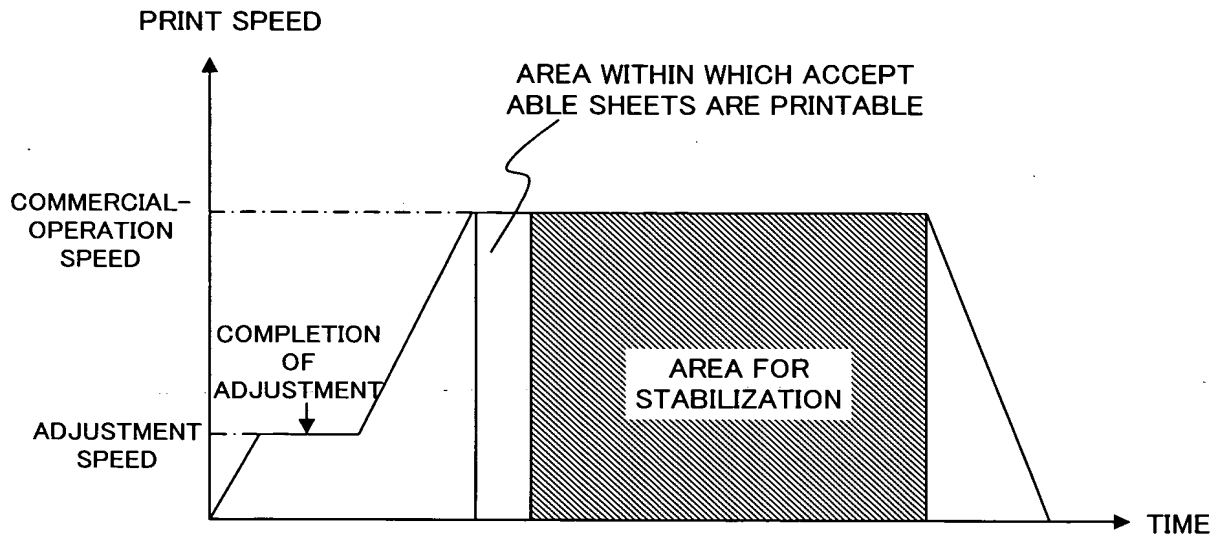 PRINT SPEED
AREA WITHIN WHICH ACCEPT
ABLE SHEETS ARE PRINTABLE
COMMERCIAL-
OPERATION
SPEED
COMPLETION
OF
ADJUSTMENT
AREA FOR
STABILIZATION
ADJUSTMENT
SPEED
TIME